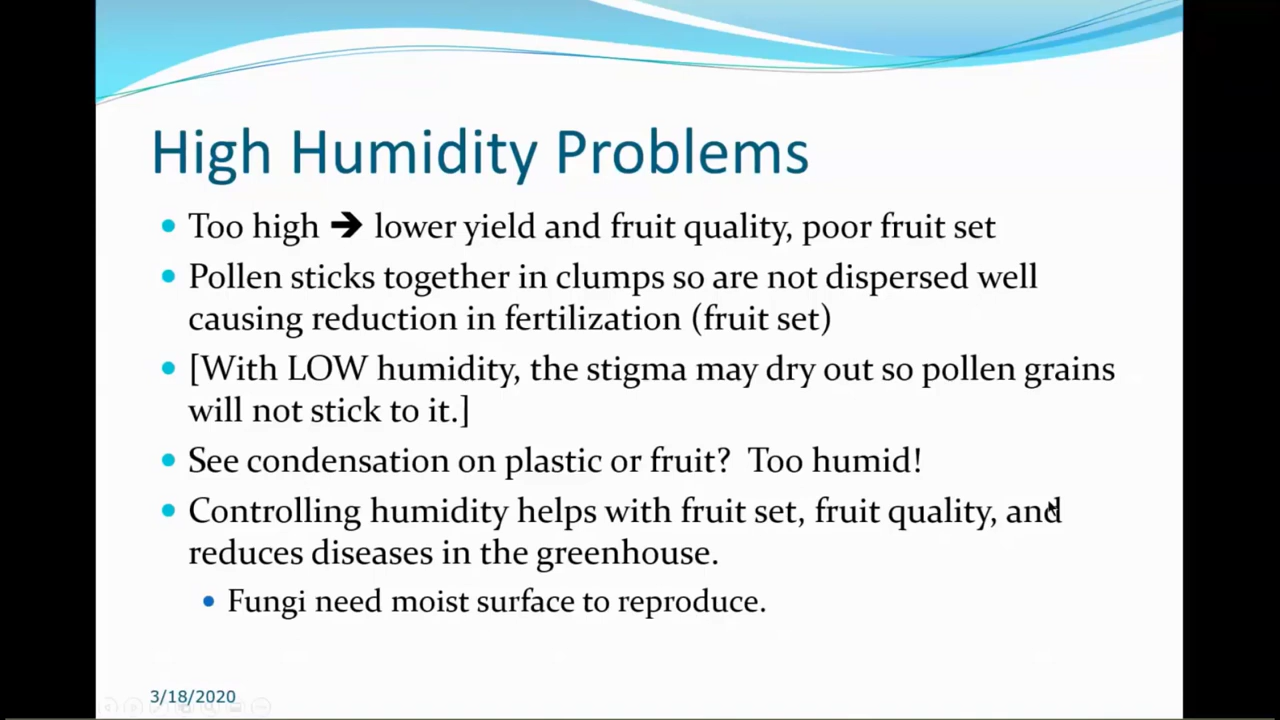 High Humidity Problems
• Too high ➔ lower yield and fruit quality, poor fruit set
• Pollen sticks together in clumps so are not dispersed well
causing reduction in fertilization (fruit set)
• [With LOW humidity, the stigma may dry out so pollen grains
will not stick to it.]
• See condensation on plastic or fruit?  Too humid!
• Controlling humidity helps with fruit set, fruit quality, and
reduces diseases in the greenhouse.
• Fungi need moist surface to reproduce.
3/18/2020